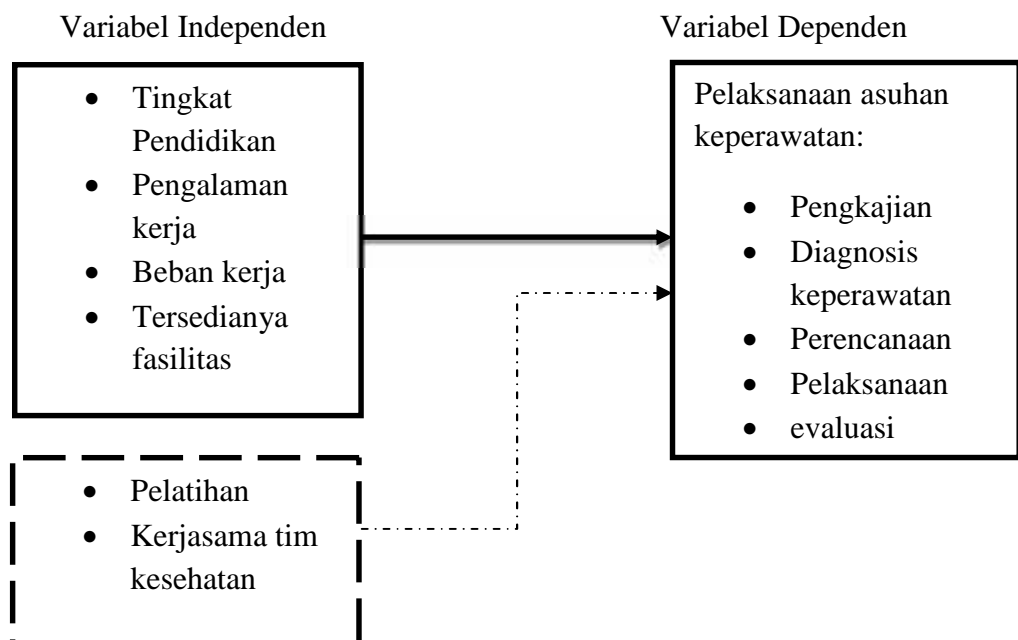 Variabel Independen
Variabel Dependen
• Tingkat
Pendidikan
• Pengalaman
kerja
• Beban kerja
• Tersedianya
fasilitas
Pelaksanaan asuhan
keperawatan:
• Pengkajian
• Diagnosis
keperawatan
• Perencanaan
• Pelaksanaan
• evaluasi
• Pelatihan
• Kerjasama tim
kesehatan